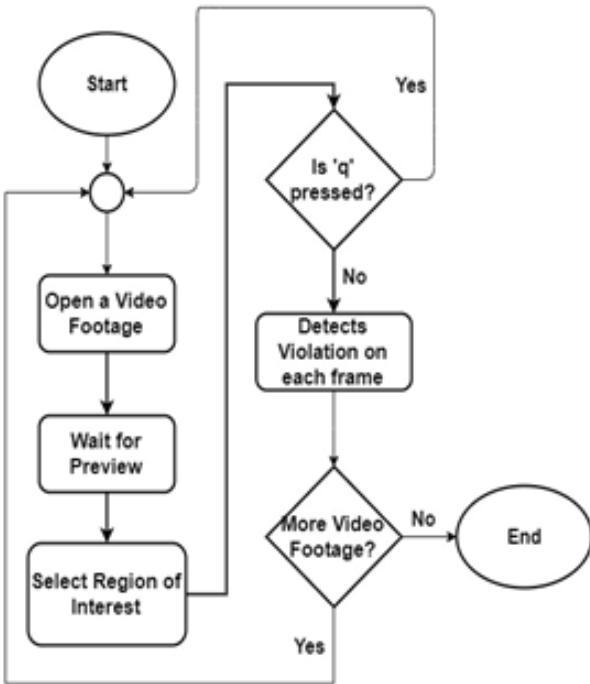 Start
Open a Video
Footage
Wait for
Preview
Select Region of
Interest
Is 'q'
pressed?
Yes
No
Detects
Violation on
each frame
More Video
Footage?
No
Yes
End